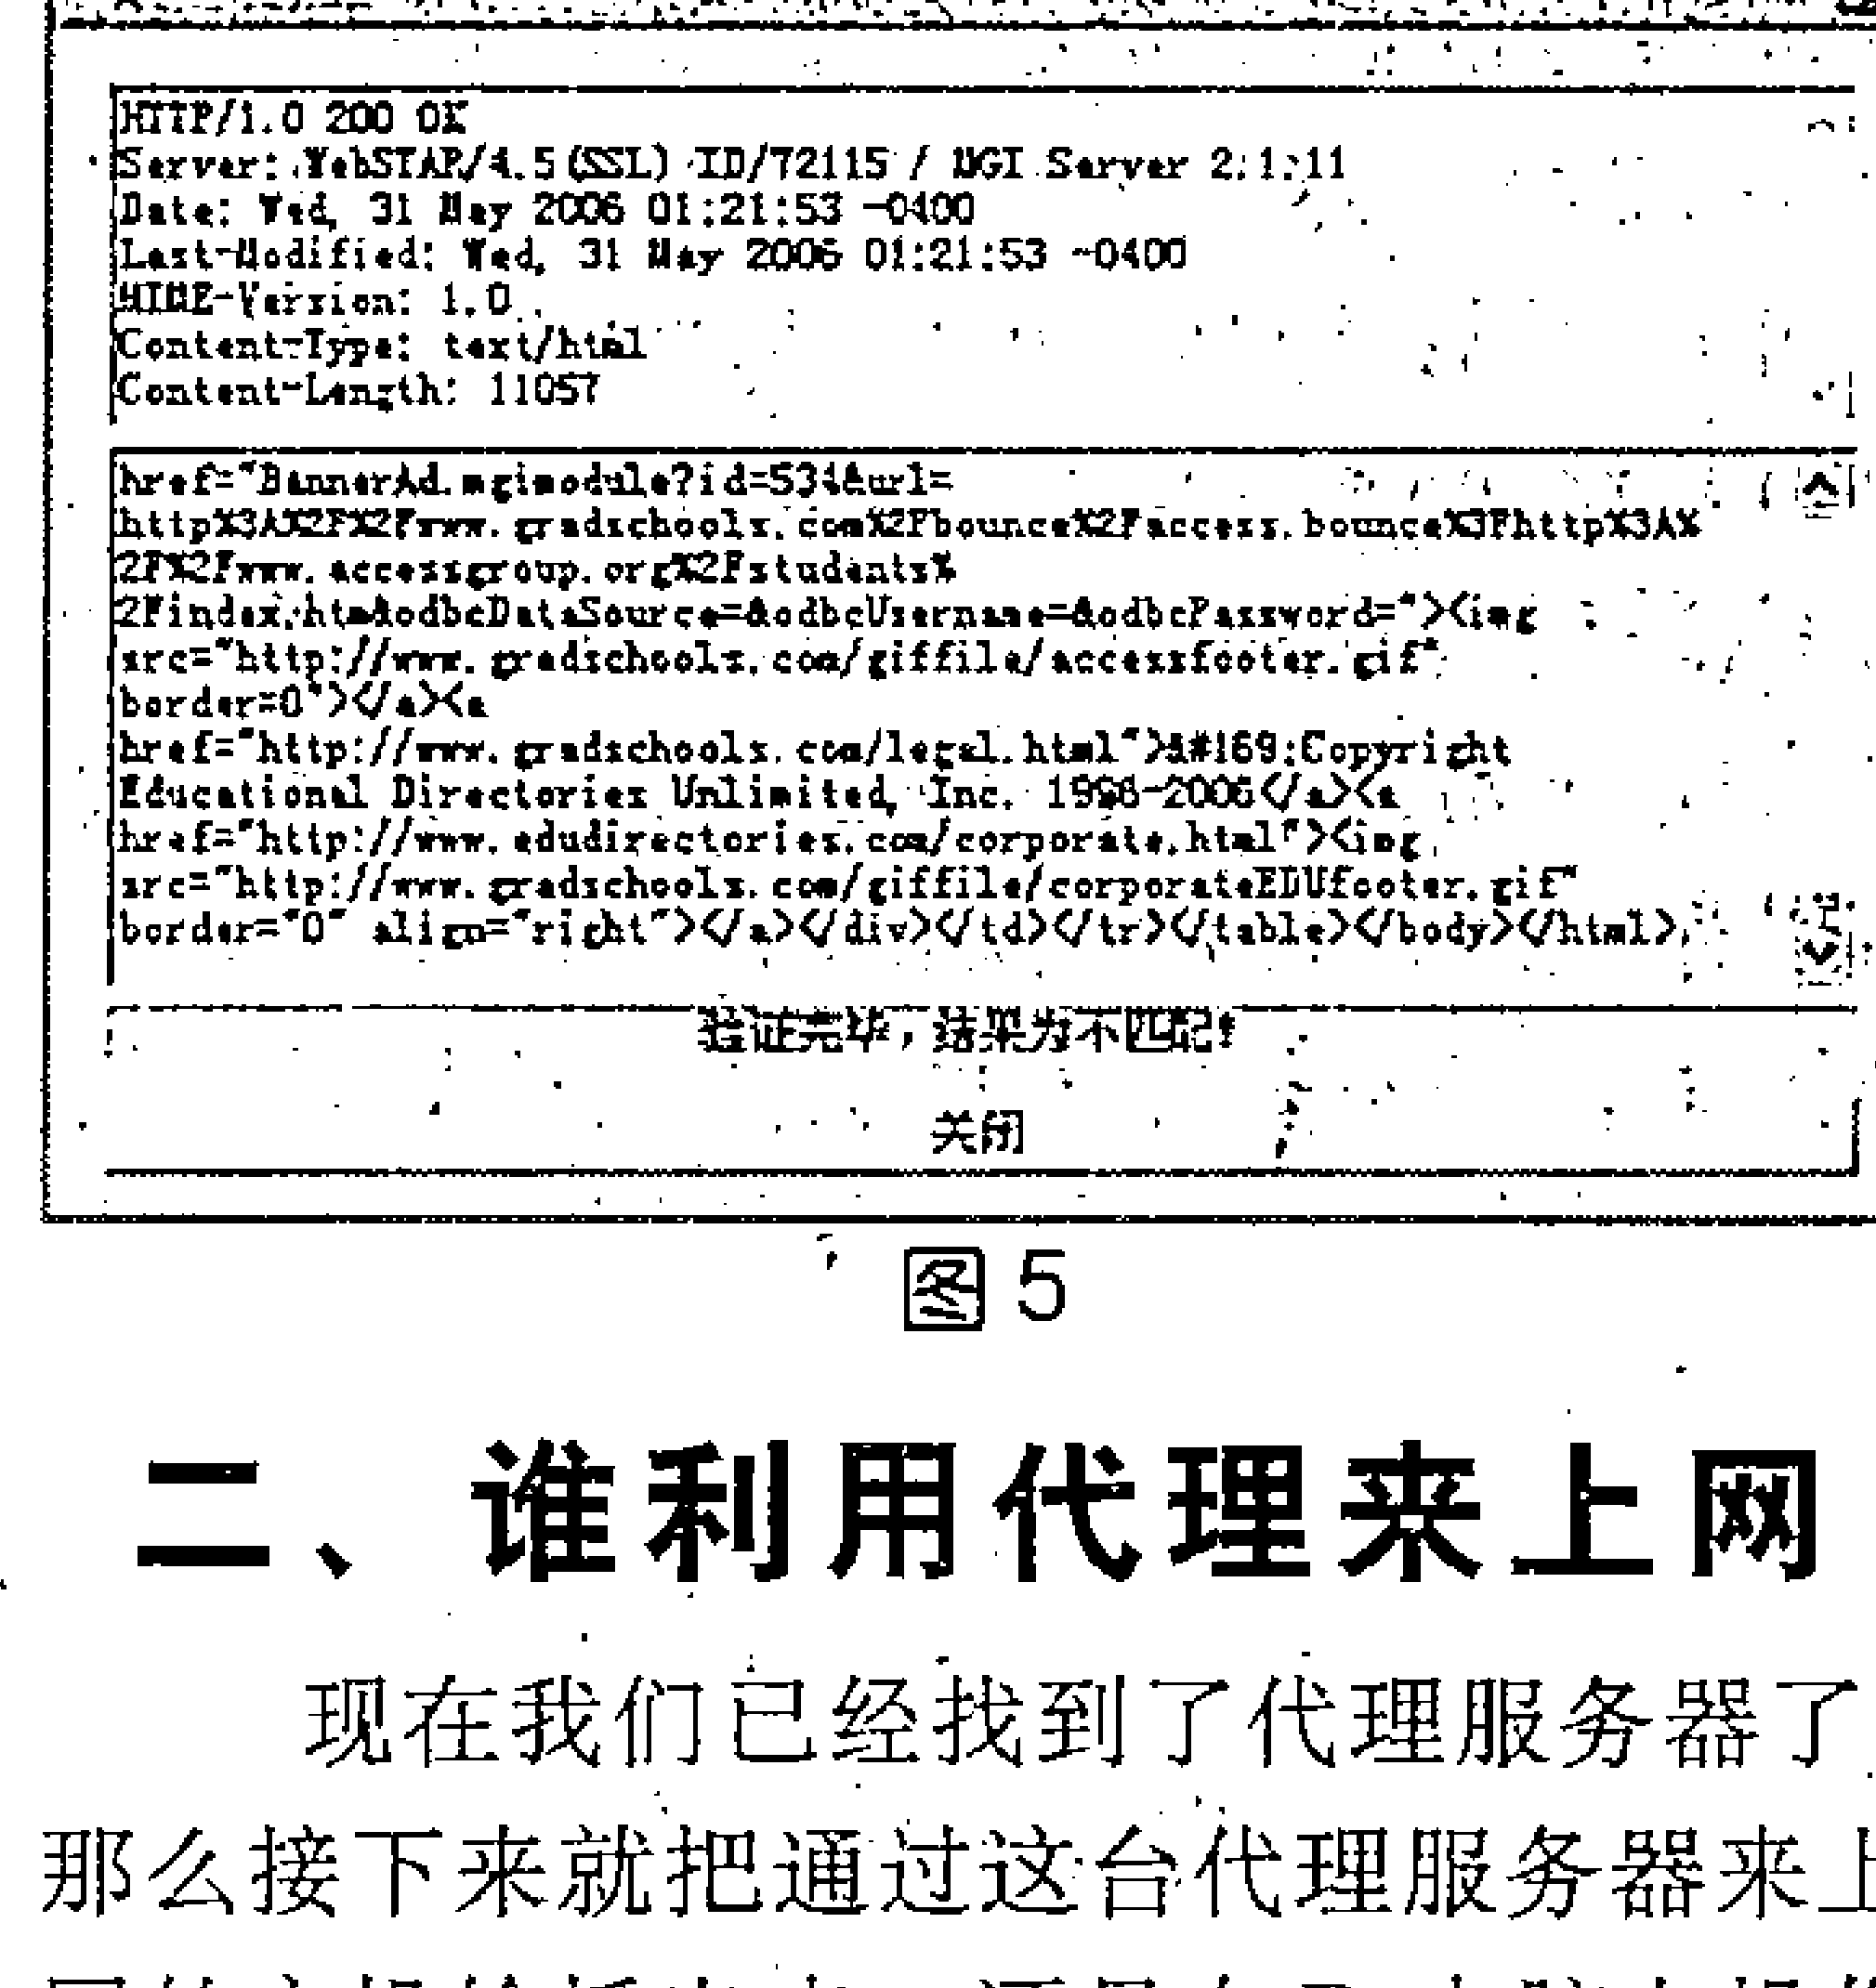 HTTP/1.0 200 OK
Server: WebSTAR/4.5(SSL) ID/72115 / MGI Server 2.1.11
Date: Wed, 31 May 2006 01:21:53 -0400
Last-Modified: Wed, 31 May 2006 01:21:53 -0400
MIME-Version: 1.0
Content-Type: text/html
Content-Length: 11057
href="BannerAd.mgimodule?id=534&url=
http%3A%2F%2Fwww.gradschools.com%2Fbounce%2Faccess.bounce%3Fhttp%3A%
2F%2Fwww.accessgroup.org%2Fstudents%
2Findex.htm&odbcDataSource=&odbcUsername=&odbcPassword="><img
src="http://www.gradschools.com/giffile/accessfooter.gif"
border=0"></a><a
href="http://www.gradschools.com/legal.html">&#169;Copyright
Educational Directories Unlimited, Inc. 1996-2006</a><a
href="http://www.edudirectories.com/corporate.html"><img
src="http://www.gradschools.com/giffile/corporateEDUfooter.gif"
border="0" align="right"></a></div></td></tr></table></body></html>
验证完毕，结果为不匹配!
关闭
图5
二、谁利用代理来上网
现在我们已经找到了代理服务器了
那么接下来就把通过这台代理服务器来上